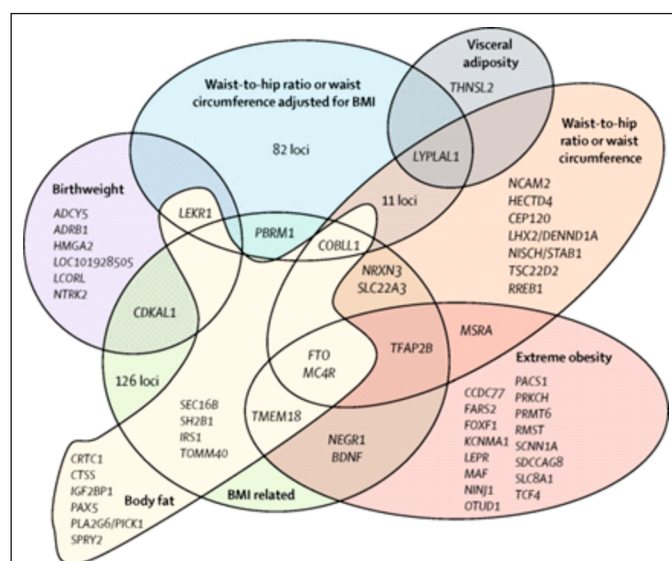 Visceral
adiposity
THNSL2
Waist-to-hip ratio or waist
circumference adjusted for BMI
82 loci
LYPLAL1
Waist-to-hip
ratio or waist
circumference
11 loci
NCAM2
HECTD4
CEP120
LHX2/DENND1A
NISCH/STAB1
TSC22D2
RREB1
Birthweight
ADCY5
ADRB1
HMGA2
LOC101928505
LCORL
NTRK2
LEKR1
PBRM1
COBLL1
NRXN3
SLC22A3
CDKAL1
MSRA
TFAP2B
FTO
MC4R
Extreme obesity
CCDC77
FARS2
FOXF1
KCNMA1
LEPR
MAF
NINJ1
OTUD1
PACS1
PRKCH
PRMT6
RMST
SCNN1A
SDCCAG8
SLC8A1
TCF4
126 loci
SEC16B
SH2B1
IRS1
TOMM40
TMEM18
NEGR1
BDNF
CRTC1
CTSS
IGF2BP1
PAX5
PLA2G6/PICK1
SPRY2
Body fat
BMI related